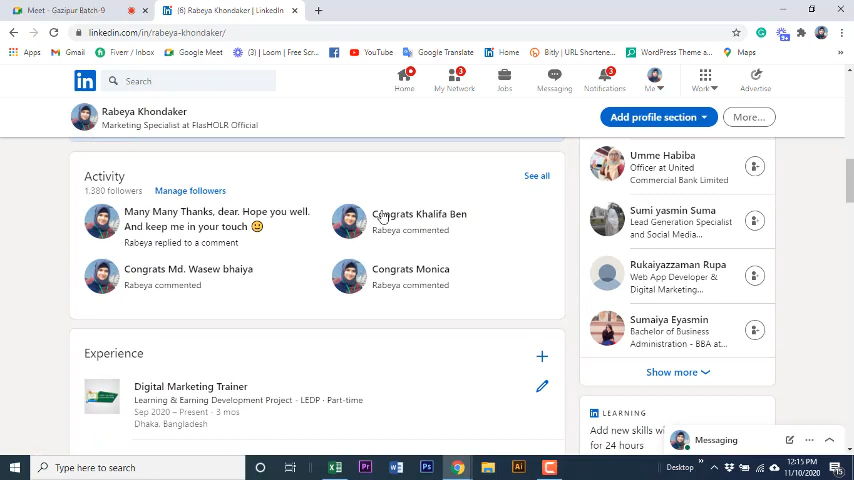 Meet - Gazipur Batch-9
(6) Rabeya Khondaker | LinkedIn
linkedin.com/in/rabeya-khondaker/
Apps
Gmail
Fiverr / Inbox
Google Meet
(3) | Loom | Free Scr...
YouTube
Google Translate
Home
Bitly | URL Shortene...
WordPress Theme a...
Maps
in
Search
Home
3
My Network
Jobs
Messaging
3
Notifications
Me
Work
Advertise
Rabeya Khondaker
Marketing Specialist at FlasHOLR Official
Add profile section
More...
Activity
See all
1,380 followers
Manage followers
Many Many Thanks, dear. Hope you well.
And keep me in your touch 🙂
Rabeya replied to a comment
Congrats Khalifa Ben
Rabeya commented
Congrats Md. Wasew bhaiya
Rabeya commented
Congrats Monica
Rabeya commented
Experience
Digital Marketing Trainer
Learning & Earning Development Project - LEDP · Part-time
Sep 2020 – Present · 3 mos
Dhaka, Bangladesh
Umme Habiba
Officer at United
Commercial Bank Limited
Sumi yasmin Suma
Lead Generation Specialist
and Social Media...
Rukaiyazzaman Rupa
Web App Developer &
Digital Marketing...
Sumaiya Eyasmin
Bachelor of Business
Administration - BBA at...
Show more
in LEARNING
Add new skills wi
for 24 hours
Messaging
Type here to search
Desktop
12:15 PM
11/10/2020